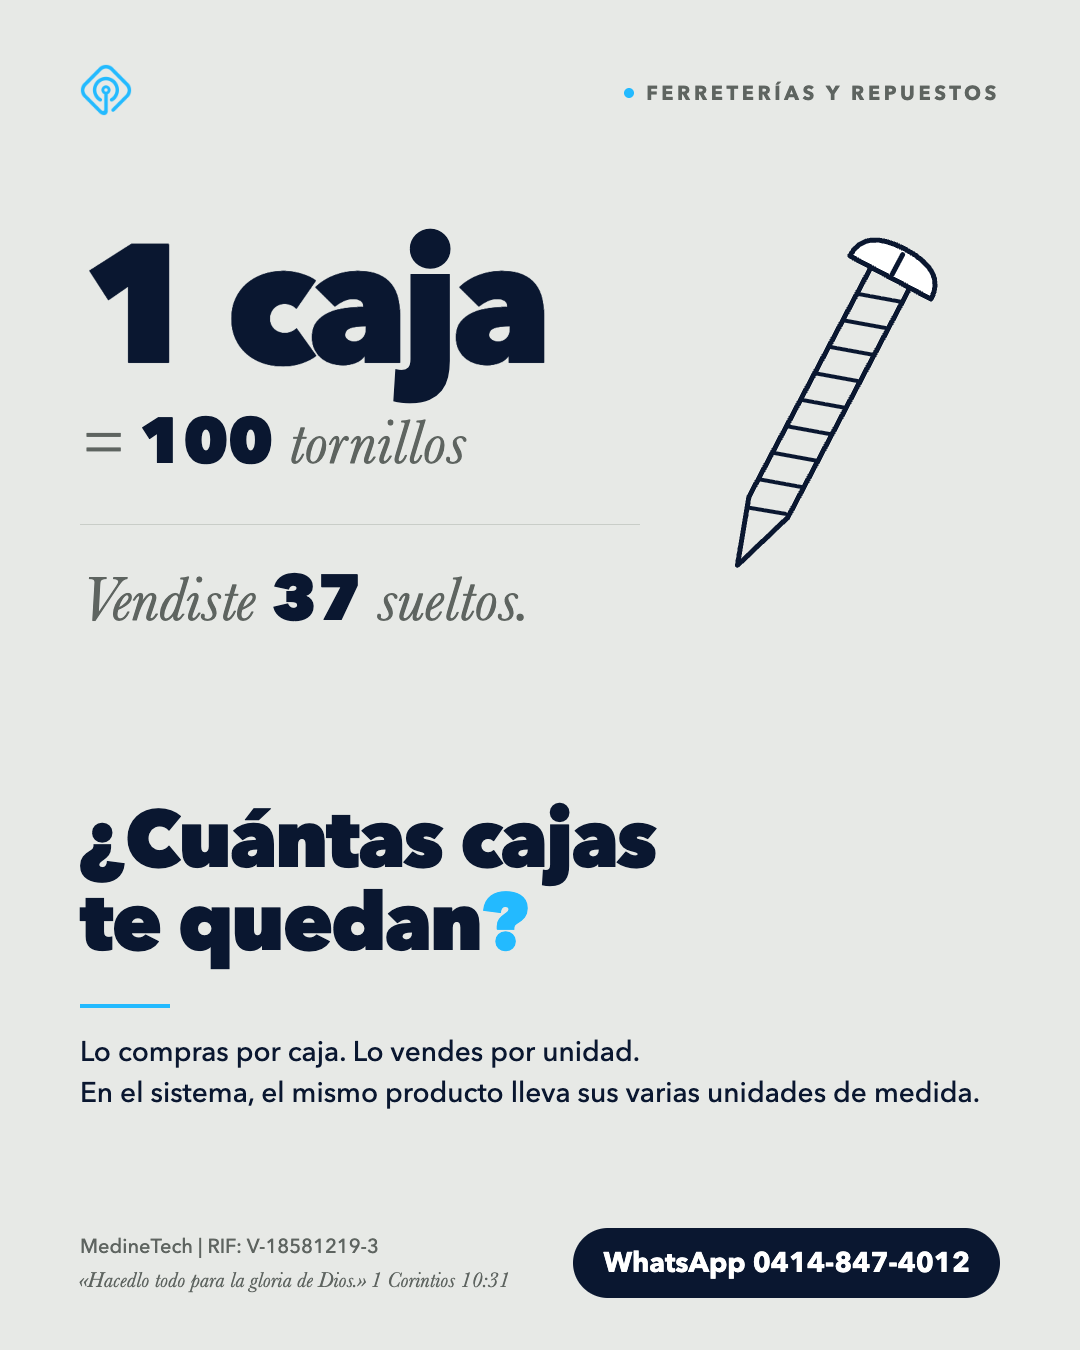 FERRETERÍAS Y REPUESTOS
1 caja
= 100 tornillos
Vendiste 37 sueltos.
¿Cuántas cajas
te quedan?
Lo compras por caja. Lo vendes por unidad.
En el sistema, el mismo producto lleva sus varias unidades de medida.
MedineTech | RIF: V-18581219-3
«Hacedlo todo para la gloria de Dios.» 1 Corintios 10:31
WhatsApp 0414-847-4012